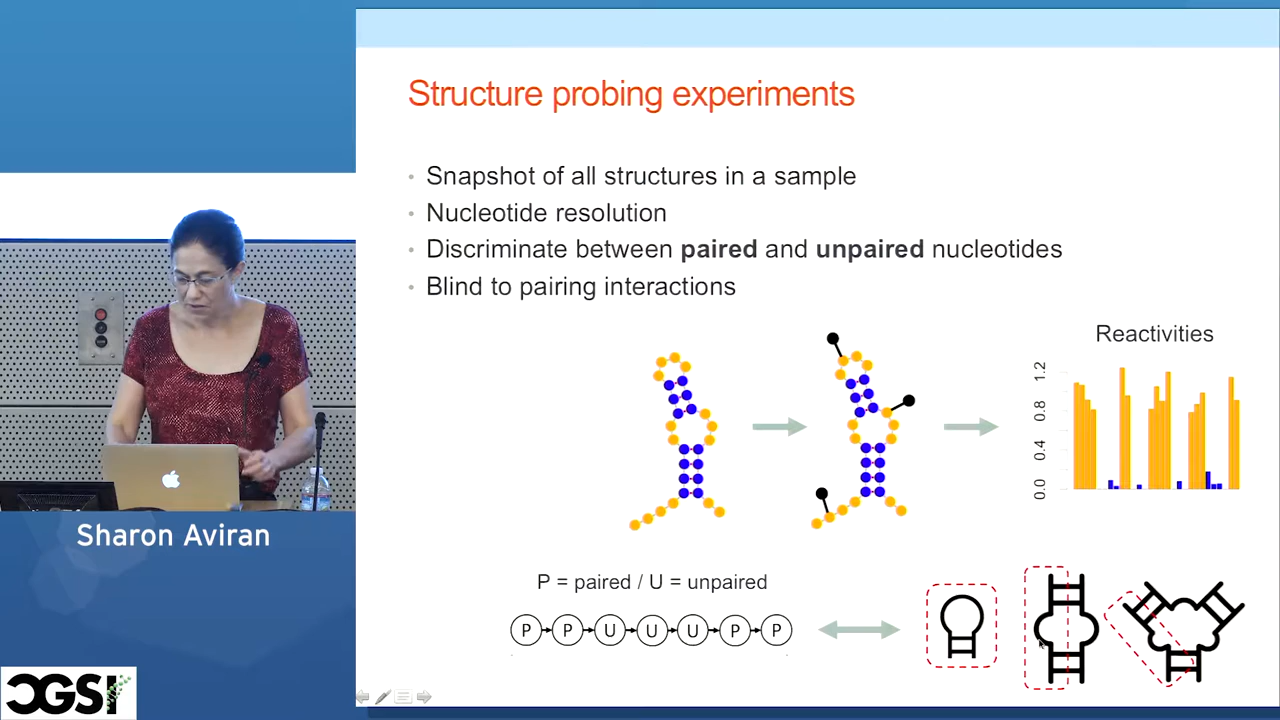 Structure probing experiments
• Snapshot of all structures in a sample
• Nucleotide resolution
• Discriminate between paired and unpaired nucleotides
• Blind to pairing interactions
Reactivities
1.2
0.8
0.4
0.0
P = paired / U = unpaired
P P U U U P P
Sharon Aviran
CGSI